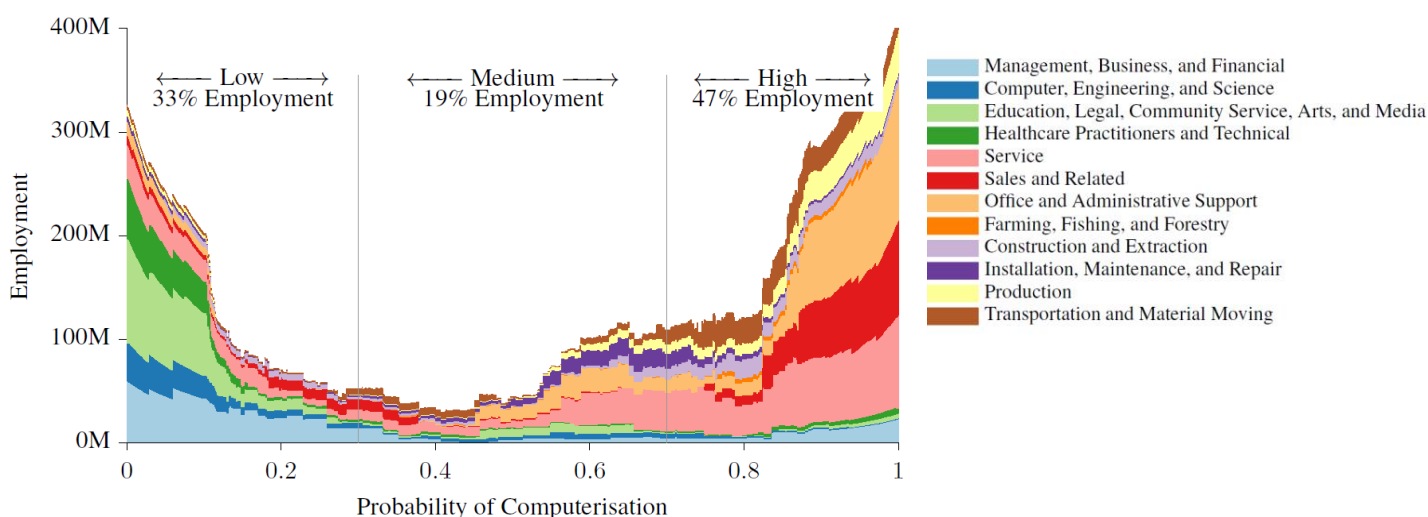 400M
300M
200M
100M
0M
Employment
Low
33% Employment
Medium
19% Employment
High
47% Employment
0
0.2
0.4
0.6
0.8
1
Probability of Computerisation
Management, Business, and Financial
Computer, Engineering, and Science
Education, Legal, Community Service, Arts, and Media
Healthcare Practitioners and Technical
Service
Sales and Related
Office and Administrative Support
Farming, Fishing, and Forestry
Construction and Extraction
Installation, Maintenance, and Repair
Production
Transportation and Material Moving